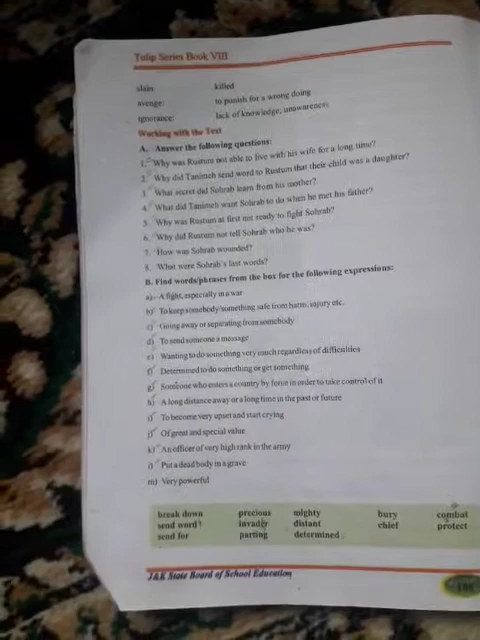 Tulip Series Book VIII
slain: killed
avenge: to punish for a wrong doing
ignorance: lack of knowledge, unawareness
Working with the Text
A. Answer the following questions:
1. Why was Rustum not able to live with his wife for a long time?
2. Why did Tanimeh send word to Rustum that their child was a daughter?
3. What secret did Sohrab learn from his mother?
4. What did Tanimeh want Sohrab to do when he met his father?
5. Why was Rustum at first not ready to fight Sohrab?
6. Why did Rustum not tell Sohrab who he was?
7. How was Sohrab wounded?
8. What were Sohrab's last words?
B. Find words/phrases from the box for the following expressions:
a) A fight, especially in a war
b) To keep somebody/something safe from harm, injury etc.
c) Going away or separating from somebody
d) To send someone a message
e) Wanting to do something very much regardless of difficulties
f) Determined to do something or get something
g) Someone who enters a country by force in order to take control of it
h) A long distance away or a long time in the past or future
i) To become very upset and start crying
j) Of great and special value
k) An officer of very high rank in the army
l) Put a dead body in a grave
m) Very powerful
break down precious mighty bury combat
send word invader distant chief protect
send for parting determined
J&K State Board of School Education